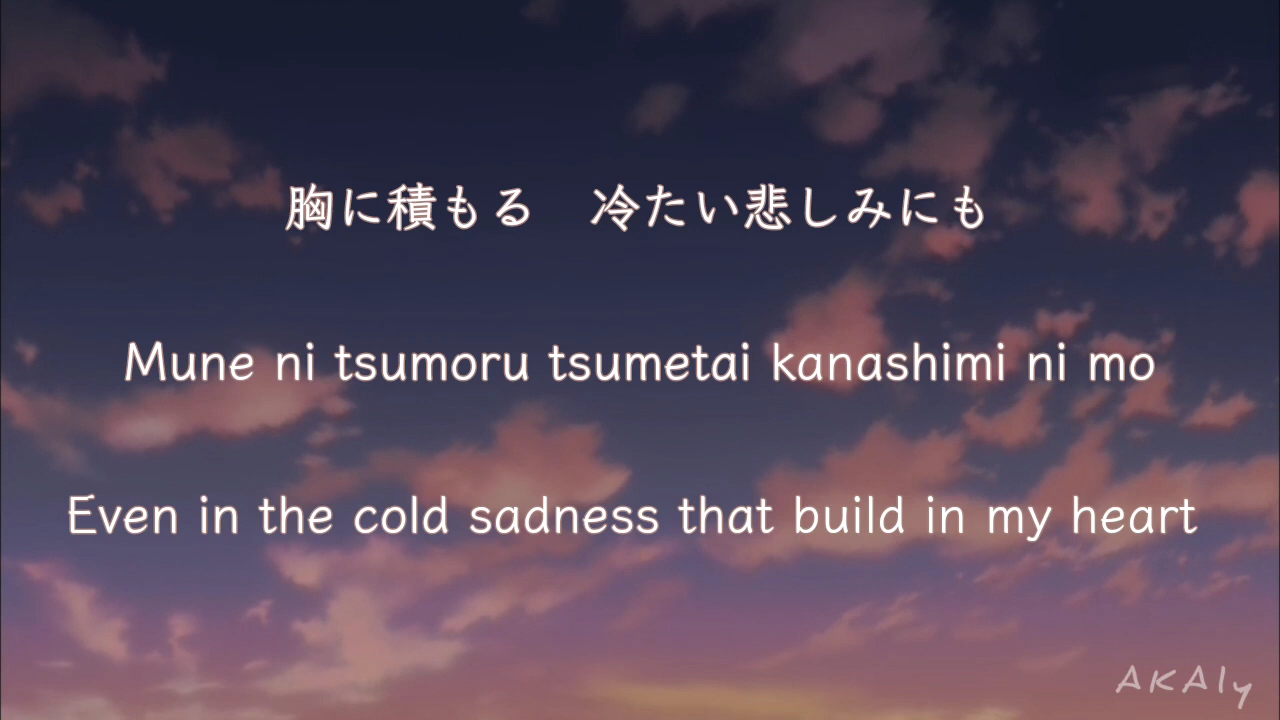 胸に積もる　冷たい悲しみにも
Mune ni tsumoru tsumetai kanashimi ni mo
Even in the cold sadness that build in my heart
AKAly